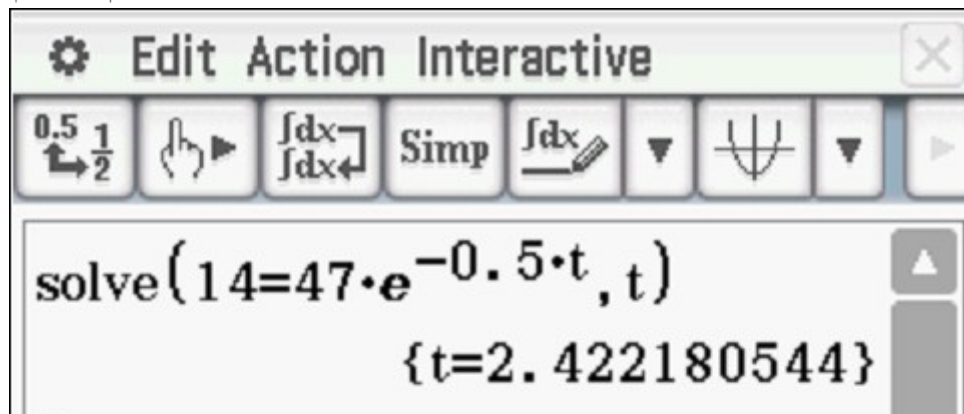 Edit Action Interactive
0.5 1/2 ∫dx ∫dx Simp ∫dx
solve(14=47·e^-0.5·t,t)
{t=2.422180544}